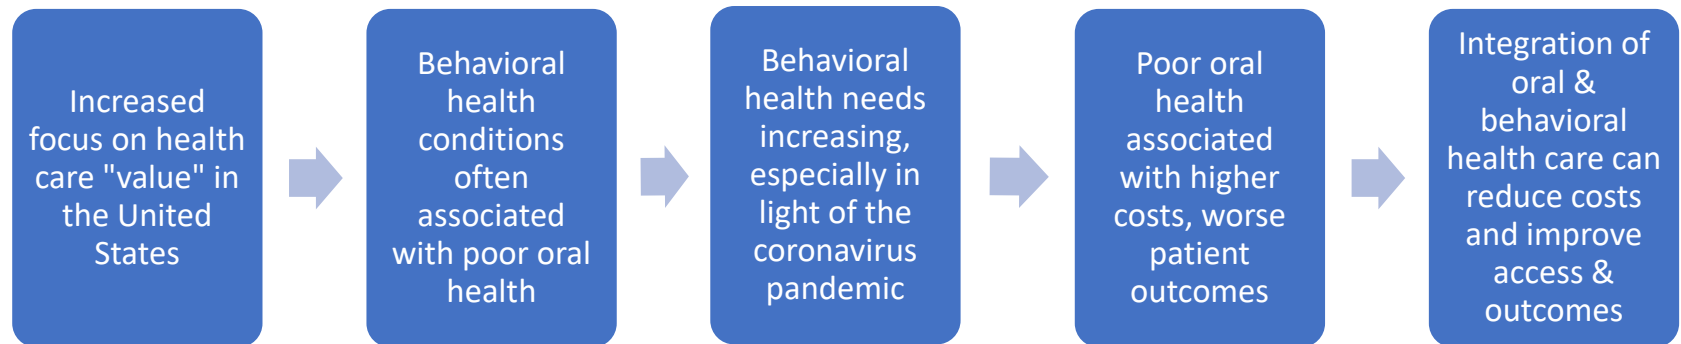 Increased
focus on health
care "value" in
the United
States
Behavioral
health
conditions
often
associated
with poor oral
health
Behavioral
health needs
increasing,
especially in
light of the
coronavirus
pandemic
Poor oral
health
associated
with higher
costs, worse
patient
outcomes
Integration of
oral &
behavioral
health care can
reduce costs
and improve
access &
outcomes